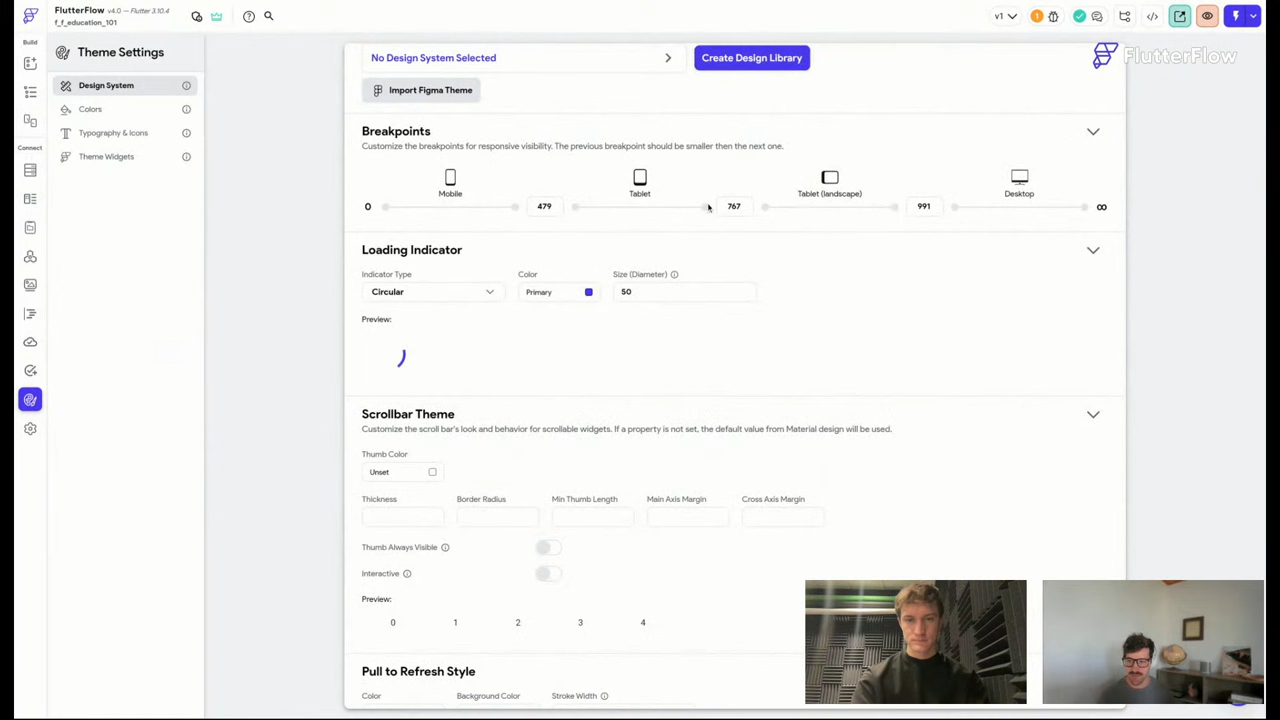 FlutterFlow v4.0 – Flutter 3.10.4
f_f_education_101
v1
1
Build
Theme Settings
No Design System Selected
Create Design Library
FlutterFlow
Design System
Import Figma Theme
Colors
Typography & Icons
Breakpoints
Connect
Customize the breakpoints for responsive visibility. The previous breakpoint should be smaller then the next one.
Theme Widgets
Mobile
Tablet
Tablet (landscape)
Desktop
0
479
767
991
∞
Loading Indicator
Indicator Type
Color
Size (Diameter)
Circular
Primary
50
Preview:
Scrollbar Theme
Customize the scroll bar's look and behavior for scrollable widgets. If a property is not set, the default value from Material design will be used.
Thumb Color
Unset
Thickness
Border Radius
Min Thumb Length
Main Axis Margin
Cross Axis Margin
Thumb Always Visible
Interactive
Preview:
0
1
2
3
4
Pull to Refresh Style
Color
Background Color
Stroke Width